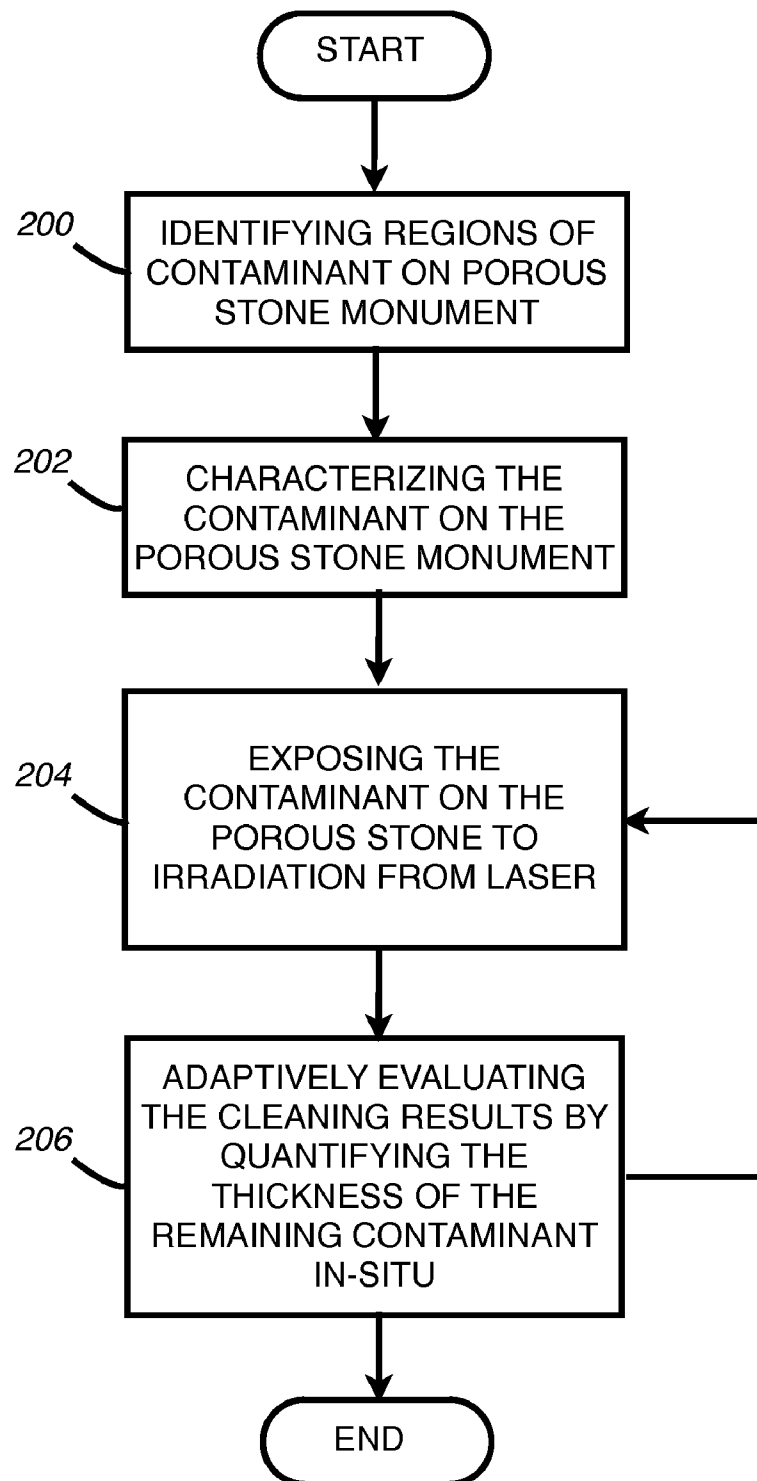 START
200
IDENTIFYING REGIONS OF
CONTAMINANT ON POROUS
STONE MONUMENT
202
CHARACTERIZING THE
CONTAMINANT ON THE
POROUS STONE MONUMENT
204
EXPOSING THE
CONTAMINANT ON THE
POROUS STONE TO
IRRADIATION FROM LASER
206
ADAPTIVELY EVALUATING
THE CLEANING RESULTS BY
QUANTIFYING THE
THICKNESS OF THE
REMAINING CONTAMINANT
IN-SITU
END